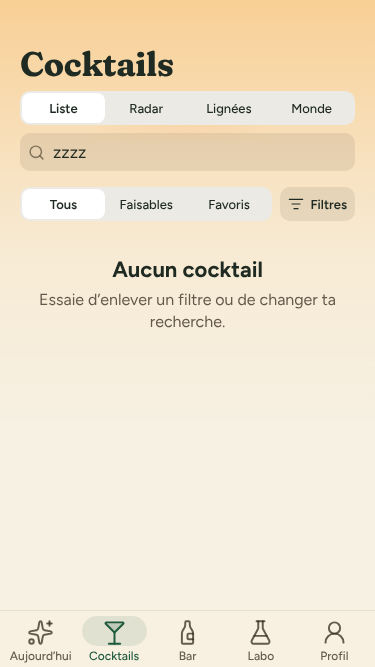 Cocktails
Liste Radar Lignées Monde
zzzz
Tous Faisables Favoris Filtres
Aucun cocktail
Essaie d’enlever un filtre ou de changer ta
recherche.
Aujourd’hui Cocktails Bar Labo Profil